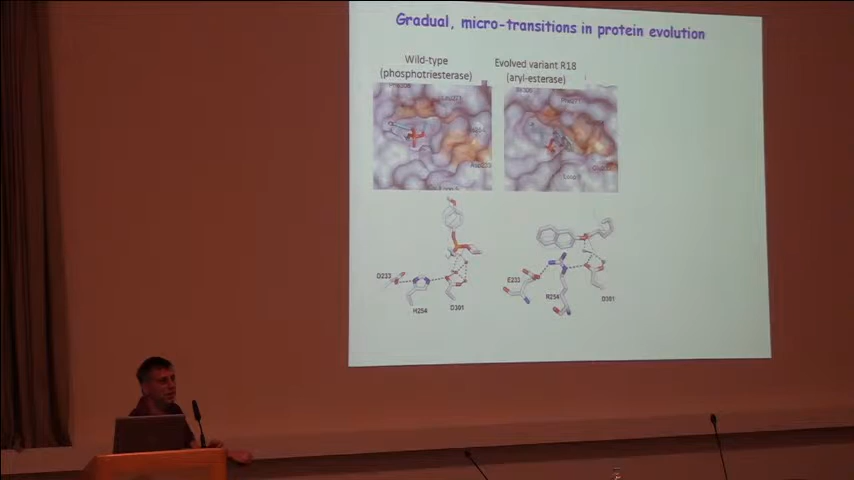 Gradual, micro-transitions in protein evolution
Wild-type
(phosphotriesterase)
Evolved variant R18
(aryl-esterase)
D233
H254
D301
E233
R254
D301